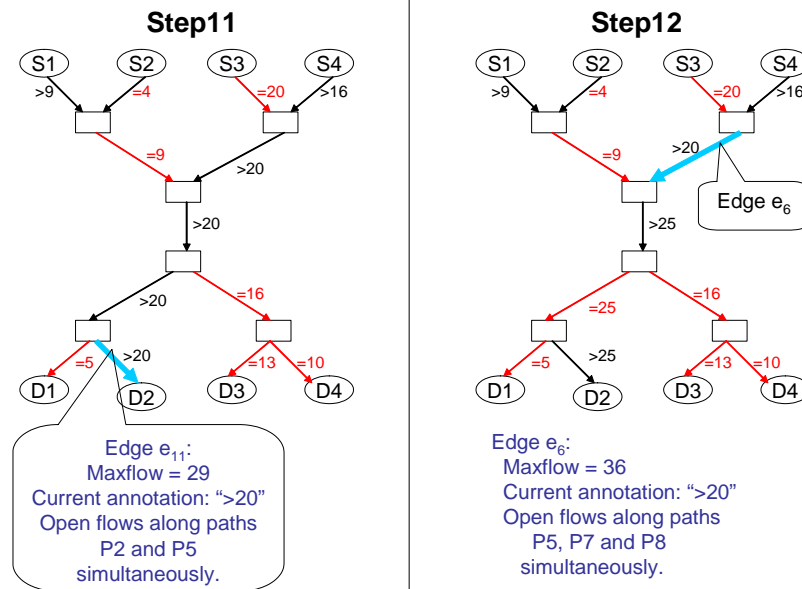 Step11
S1
S2
S3
S4
>9
=4
=20
>16
=9
>20
>20
>20
=16
=5
>20
=13
=10
D1
D2
D3
D4
Edge e11:
Maxflow = 29
Current annotation: “>20”
Open flows along paths
P2 and P5
simultaneously.
Step12
S1
S2
S3
S4
>9
=4
=20
>16
=9
>20
Edge e6
>25
=25
=16
=5
>25
=13
=10
D1
D2
D3
D4
Edge e6:
Maxflow = 36
Current annotation: “>20”
Open flows along paths
P5, P7 and P8
simultaneously.